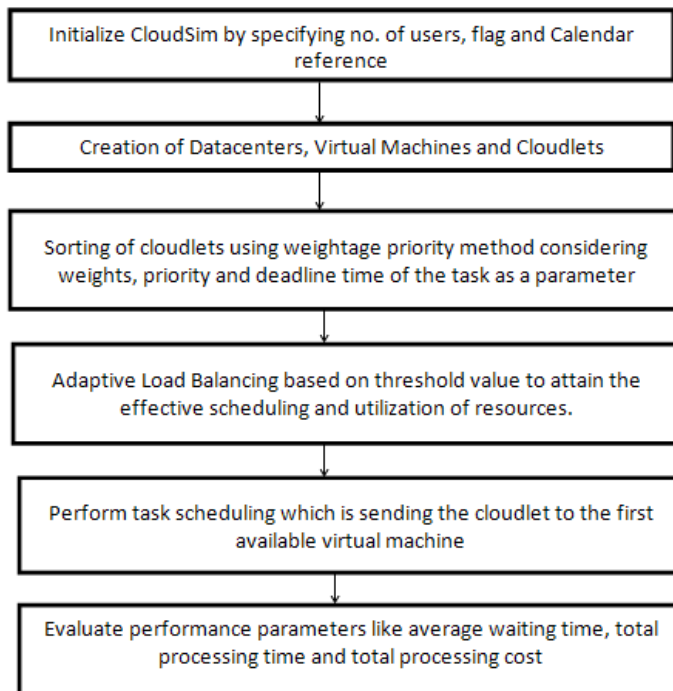 Initialize CloudSim by specifying no. of users, flag and Calendar
reference
Creation of Datacenters, Virtual Machines and Cloudlets
Sorting of cloudlets using weightage priority method considering
weights, priority and deadline time of the task as a parameter
Adaptive Load Balancing based on threshold value to attain the
effective scheduling and utilization of resources.
Perform task scheduling which is sending the cloudlet to the first
available virtual machine
Evaluate performance parameters like average waiting time, total
processing time and total processing cost